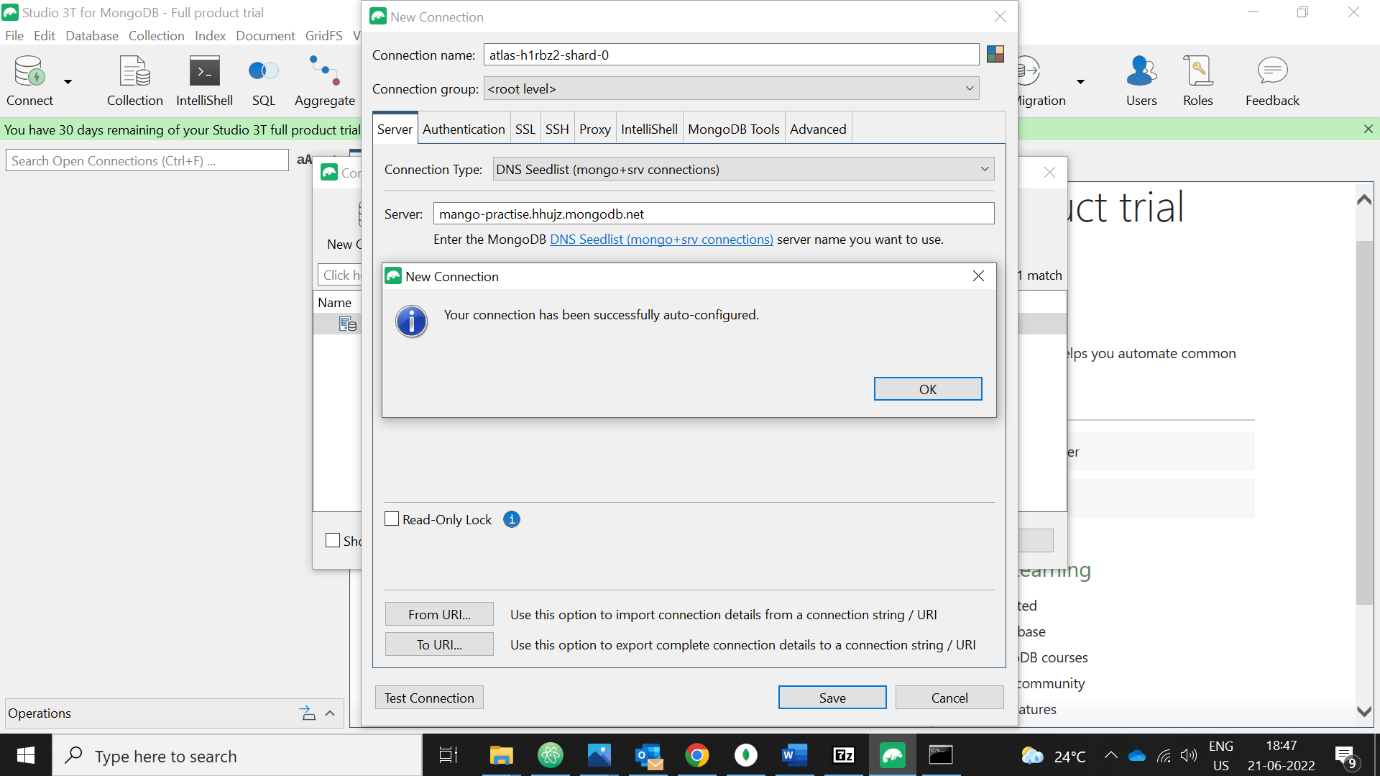 Studio 3T for MongoDB - Full product trial
File Edit Database Collection Index Document GridFS V
Connect
Collection
IntelliShell
SQL
Aggregate
Migration
Users
Roles
Feedback
You have 30 days remaining of your Studio 3T full product trial
Search Open Connections (Ctrl+F) ...
aA
New Connection
Connection name:
atlas-h1rbz2-shard-0
Connection group:
<root level>
Server
Authentication
SSL
SSH
Proxy
IntelliShell
MongoDB Tools
Advanced
Connection Type:
DNS Seedlist (mongo+srv connections)
Server:
mango-practise.hhujz.mongodb.net
Enter the MongoDB DNS Seedlist (mongo+srv connections) server name you want to use.
New Connection
Your connection has been successfully auto-configured.
OK
Read-Only Lock
From URI...
Use this option to import connection details from a connection string / URI
To URI...
Use this option to export complete connection details to a connection string / URI
Test Connection
Save
Cancel
Con
New C
Click h
1 match
Name
Sho
uct trial
elps you automate common
er
earning
ted
base
DB courses
community
atures
Operations
Type here to search
24°C
ENG
US
18:47
21-06-2022
9